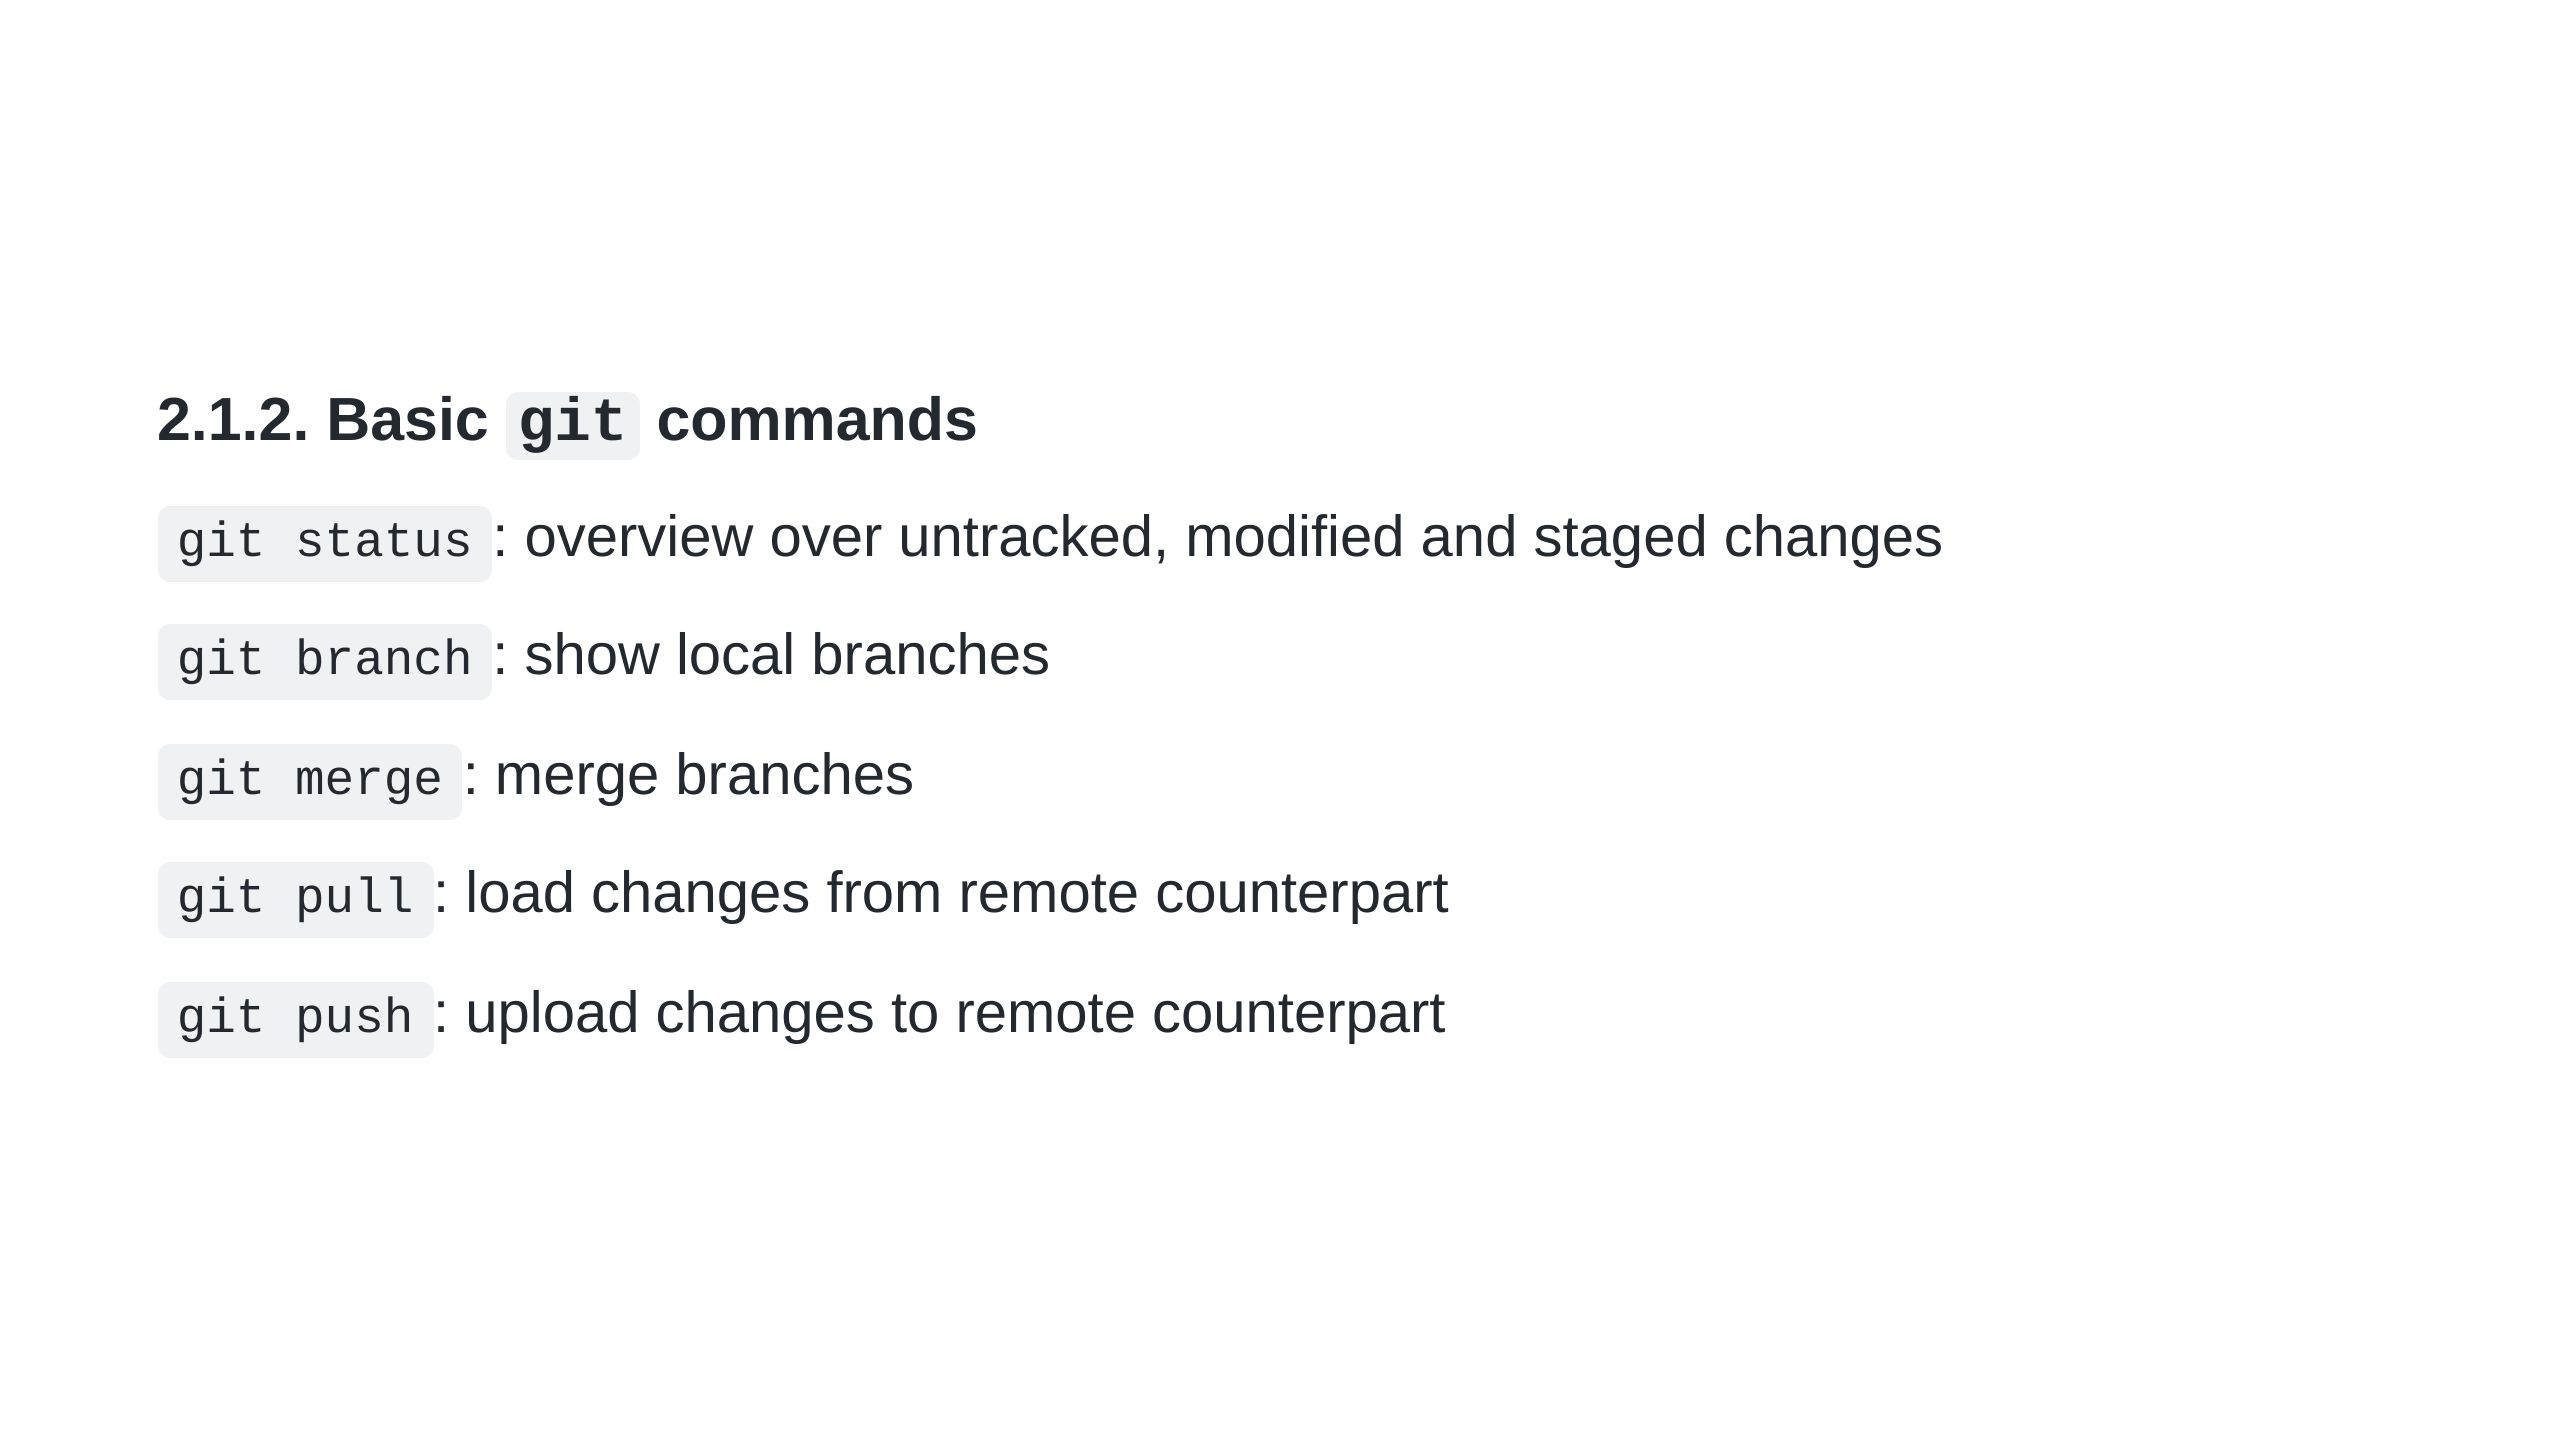 2.1.2. Basic git commands
git status: overview over untracked, modified and staged changes
git branch: show local branches
git merge: merge branches
git pull: load changes from remote counterpart
git push: upload changes to remote counterpart